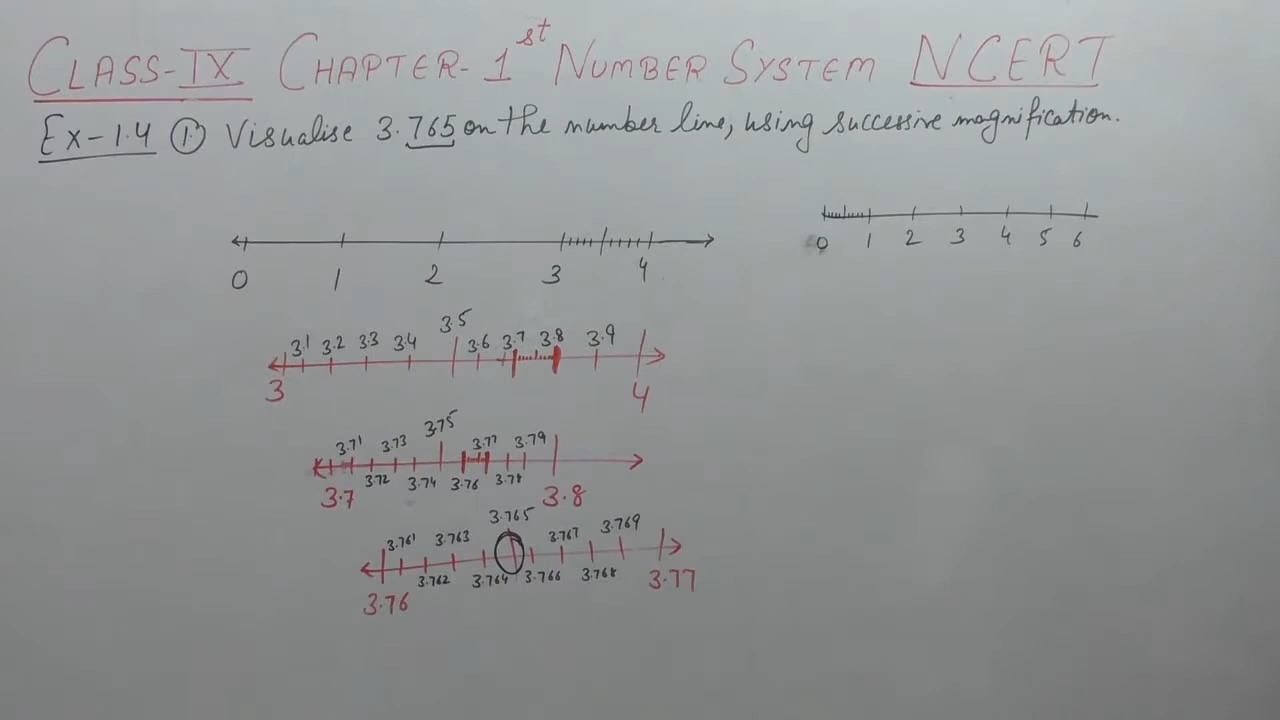 CLASS-IX CHAPTER-1st NUMBER SYSTEM NCERT
Ex-1.4 ① Visualise 3.765 on the number line, using successive magnification.
0 1 2 3 4
0 1 2 3 4 5 6
3.1 3.2 3.3 3.4 3.5 3.6 3.7 3.8 3.9
3 4
3.71 3.73 3.75 3.77 3.79
3.72 3.74 3.76 3.78
3.7 3.8
3.761 3.763 3.765 3.767 3.769
3.762 3.764 3.766 3.768
3.76 3.77